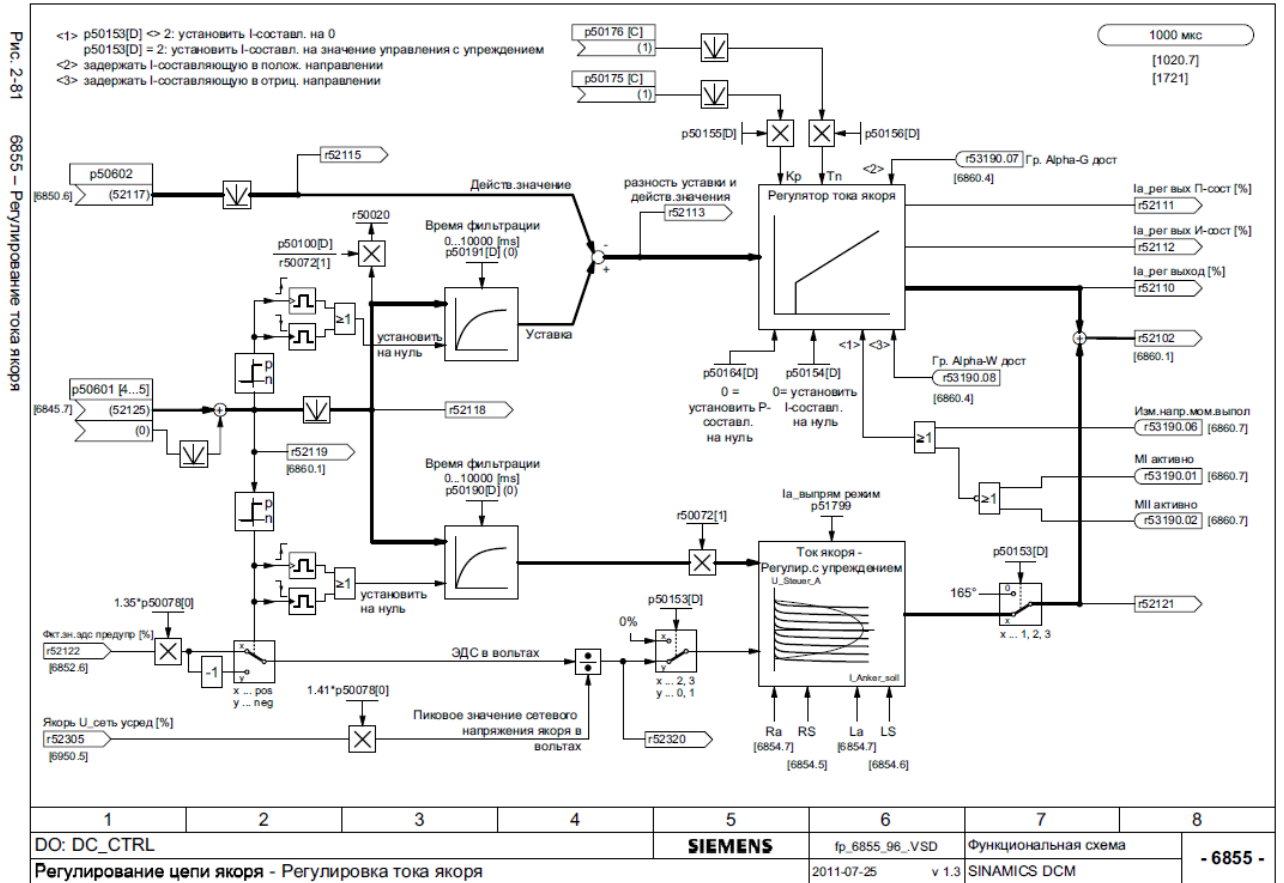 Рис. 2-81 6855 – Регулирование тока якоря
<1> p50153[D] <> 2: установить I-составл. на 0
p50153[D] = 2: установить I-составл. на значение управления с упреждением
<2> задержать I-составляющую в полож. направлении
<3> задержать I-составляющую в отриц. направлении
p50176 [C]
(1)
p50175 [C]
(1)
1000 мкс
[1020.7]
[1721]
p50155[D]
p50156[D]
r52115
p50602
(52117)
[6850.6]
Действ.значение
разность уставки и
действ.значения
r52113
Kp
Tn
<2>
r53190.07
Гр. Alpha-G дост
[6860.4]
Регулятор тока якоря
Ia_рег вых П-сост [%]
r52111
Ia_рег вых И-сост [%]
r52112
Ia_рег выход [%]
r52110
r52102
[6860.1]
r50020
p50100[D]
r50072[1]
Время фильтрации
0...10000 [ms]
p50191[D] (0)
-
+
Уставка
≥1
установить
на нуль
p
n
p50601 [4...5]
(52125)
(0)
[6845.7]
+
r52118
r52119
[6860.1]
<1>
<3>
+
Гр. Alpha-W дост
r53190.08
[6860.4]
p50164[D]
0 =
установить P-
составл.
на нуль
p50154[D]
0= установить
I-составл.
на нуль
Изм.напр.мом.выпол
r53190.06 [6860.7]
≥1
MI активно
r53190.01 [6860.7]
≥1
MII активно
r53190.02 [6860.7]
Время фильтрации
0...10000 [ms]
p50190[D] (0)
p
n
≥1
установить
на нуль
r50072[1]
Ia_выпрям режим
p51799
Ток якоря -
Регулир.с упреждением
U_Steuer_A
I_Anker_soll
p50153[D]
165°
0
x
x ... 1, 2, 3
r52121
1.35*p50078[0]
Фкт.зн.эдс предупр [%]
r52122
[6852.6]
-1
x
y
x ... pos
y ... neg
ЭДС в вольтах
0%
p50153[D]
x
y
x ... 2, 3
y ... 0, 1
1.41*p50078[0]
Якорь U_сеть усред [%]
r52305
[6950.5]
Пиковое значение сетевого
напряжения якоря в
вольтах
r52320
Ra RS La LS
[6854.7] [6854.7]
[6854.5] [6854.6]
1 2 3 4 5 6 7 8
DO: DC_CTRL SIEMENS fp_6855_96_.VSD Функциональная схема
- 6855 -
Регулирование цепи якоря - Регулировка тока якоря 2011-07-25 v 1.3 SINAMICS DCM